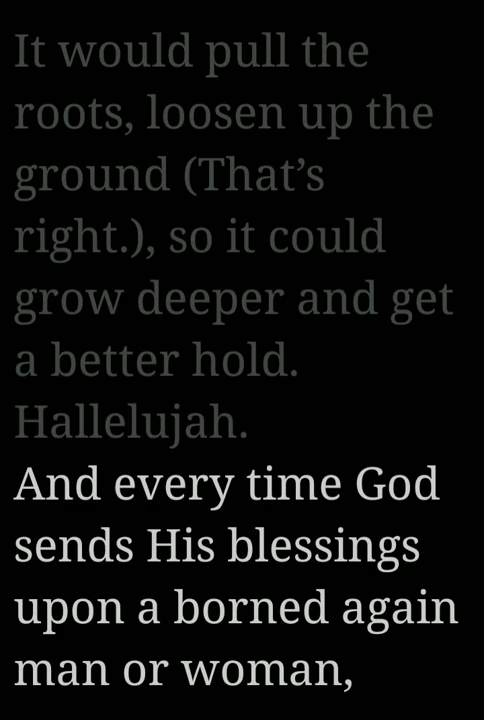 It would pull the
roots, loosen up the
ground (That’s
right.), so it could
grow deeper and get
a better hold.
Hallelujah.
And every time God
sends His blessings
upon a borned again
man or woman,